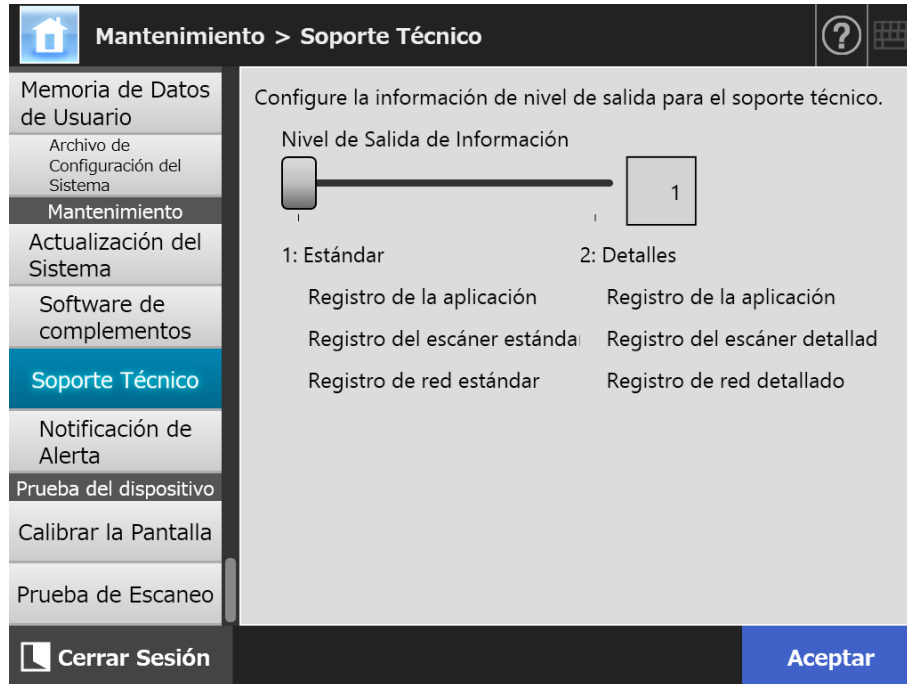 Mantenimiento > Soporte Técnico
?
Memoria de Datos
de Usuario
Archivo de
Configuración del
Sistema
Mantenimiento
Actualización del
Sistema
Software de
complementos
Soporte Técnico
Notificación de
Alerta
Prueba del dispositivo
Calibrar la Pantalla
Prueba de Escaneo
Configure la información de nivel de salida para el soporte técnico.
Nivel de Salida de Información
1
1: Estándar
Registro de la aplicación
Registro del escáner estánda
Registro de red estándar
2: Detalles
Registro de la aplicación
Registro del escáner detallad
Registro de red detallado
Cerrar Sesión
Aceptar